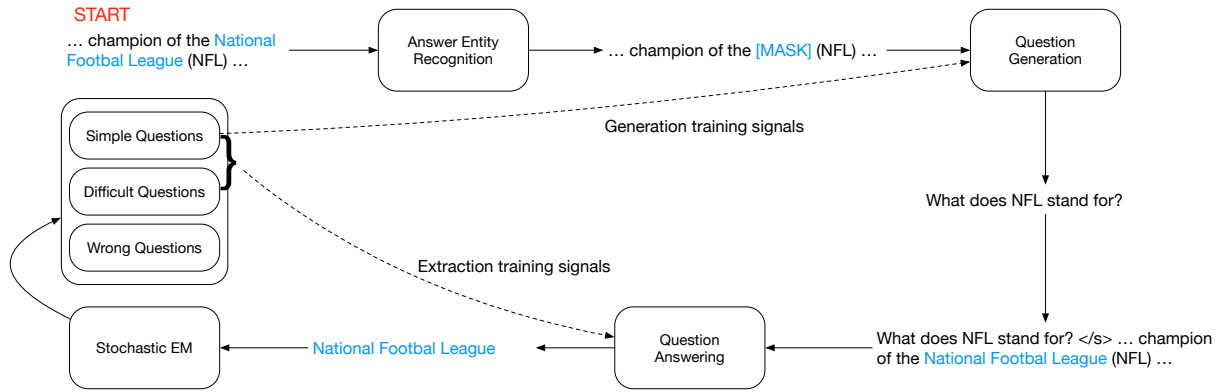 START
... champion of the National
Footbal League (NFL) ...
Answer Entity
Recognition
... champion of the [MASK] (NFL) ...
Question
Generation
Simple Questions
Difficult Questions
Wrong Questions
}
Generation training signals
What does NFL stand for?
Extraction training signals
Stochastic EM
National Footbal League
Question
Answering
What does NFL stand for? </s> ... champion
of the National Footbal League (NFL) ...